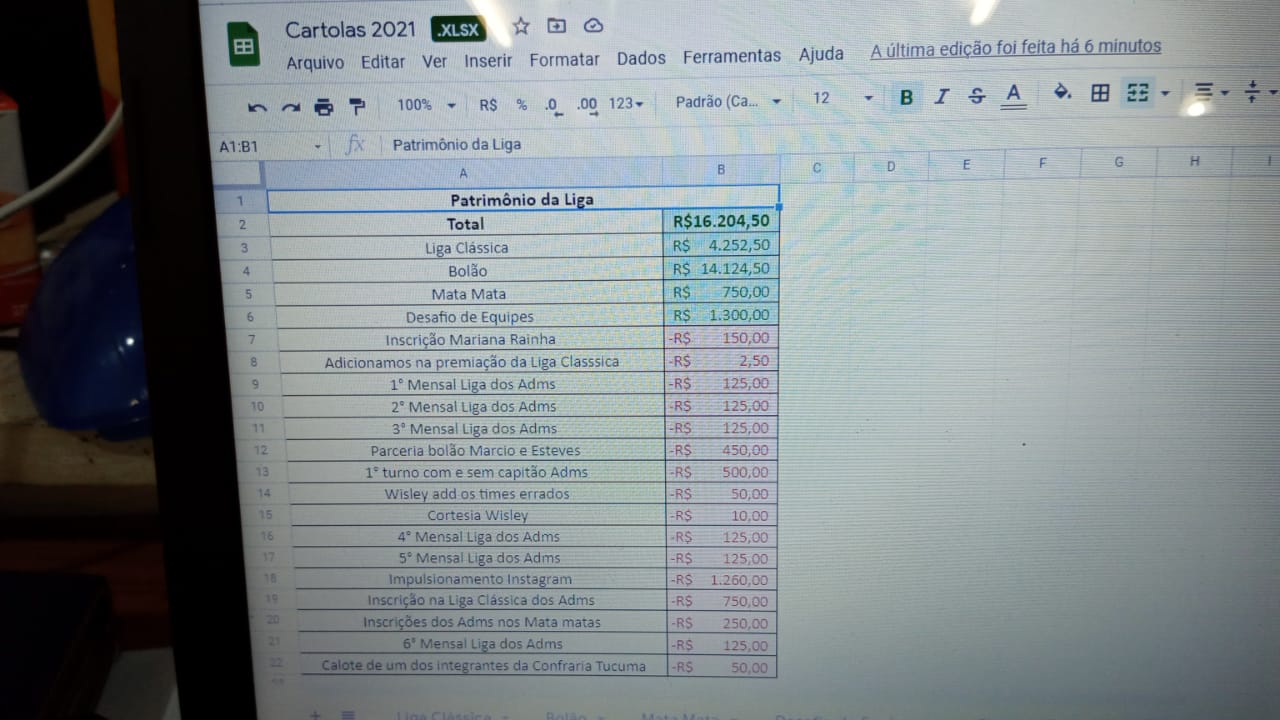 Cartolas 2021 .XLSX
Arquivo Editar Ver Inserir Formatar Dados Ferramentas Ajuda A última edição foi feita há 6 minutos
100% R$ % .0 .00 123 Padrão (Ca... 12 B I S A
A1:B1 fx Patrimônio da Liga
A B C D E F G H I
1 Patrimônio da Liga
2 Total R$16.204,50
3 Liga Clássica R$ 4.252,50
4 Bolão R$ 14.124,50
5 Mata Mata R$ 750,00
6 Desafio de Equipes R$ 1.300,00
7 Inscrição Mariana Rainha -R$ 150,00
8 Adicionamos na premiação da Liga Classsica -R$ 2,50
9 1° Mensal Liga dos Adms -R$ 125,00
10 2° Mensal Liga dos Adms -R$ 125,00
11 3° Mensal Liga dos Adms -R$ 125,00
12 Parceria bolão Marcio e Esteves -R$ 450,00
13 1° turno com e sem capitão Adms -R$ 500,00
14 Wisley add os times errados -R$ 50,00
15 Cortesia Wisley -R$ 10,00
16 4° Mensal Liga dos Adms -R$ 125,00
17 5° Mensal Liga dos Adms -R$ 125,00
18 Impulsionamento Instagram -R$ 1.260,00
19 Inscrição na Liga Clássica dos Adms -R$ 750,00
20 Inscrições dos Adms nos Mata matas -R$ 250,00
21 6° Mensal Liga dos Adms -R$ 125,00
22 Calote de um dos integrantes da Confraria Tucuma -R$ 50,00
Liga Clássica Bolão Mata Mata